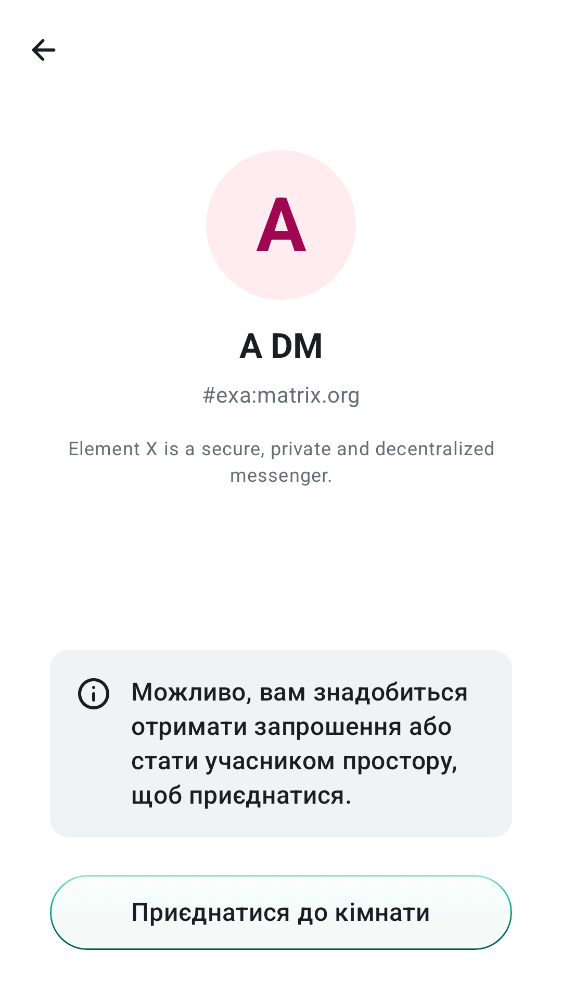 A
A DM
#exa:matrix.org
Element X is a secure, private and decentralized
messenger.
Можливо, вам знадобиться
отримати запрошення або
стати учасником простору,
щоб приєднатися.
Приєднатися до кімнати